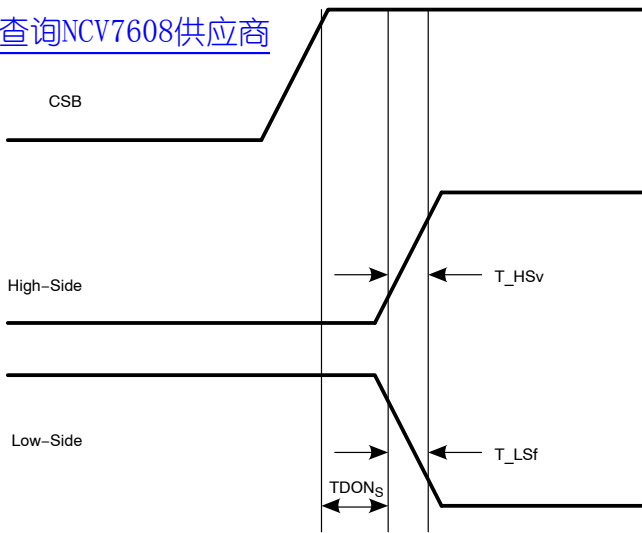 查询NCV7608供应商
CSB
High−Side
T_HSv
Low−Side
T_LSf
TDONS